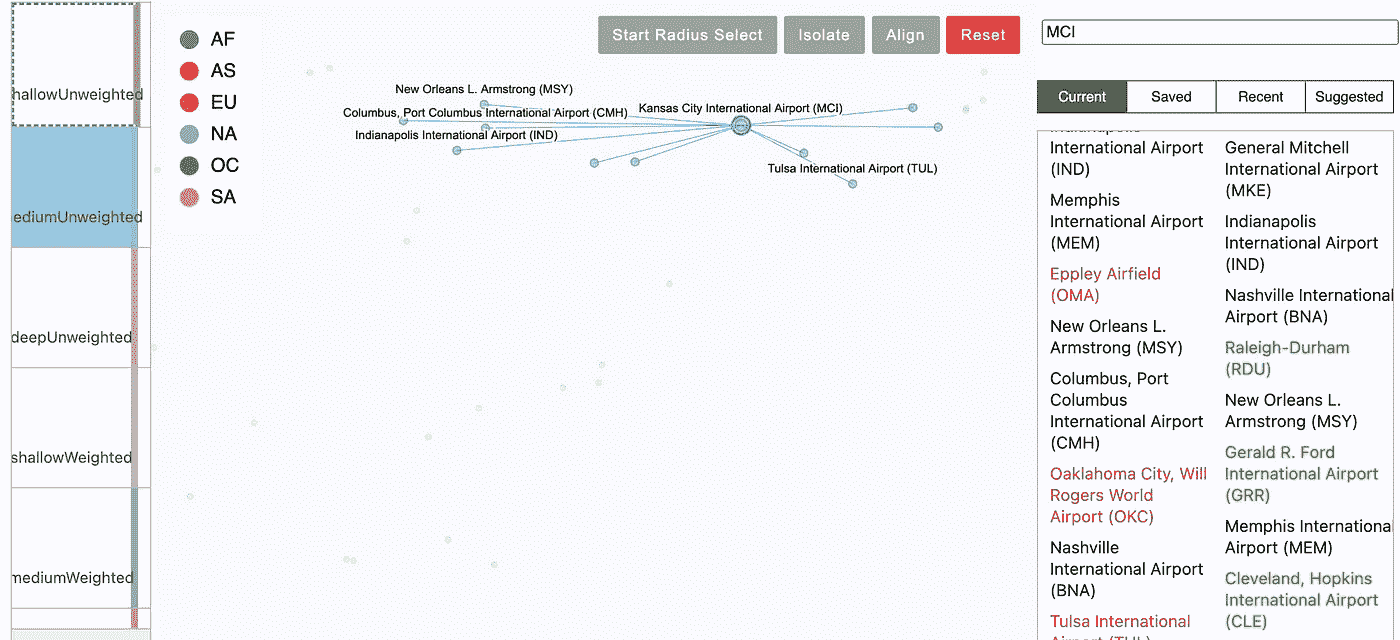 hallowUnweighted
ediumUnweighted
deepUnweighted
shallowWeighted
mediumWeighted
AF
AS
EU
NA
OC
SA
Start Radius Select
Isolate
Align
Reset
New Orleans L. Armstrong (MSY)
Columbus, Port Columbus International Airport (CMH)
Kansas City International Airport (MCI)
Indianapolis International Airport (IND)
Tulsa International Airport (TUL)
MCI
Current
Saved
Recent
Suggested
Indianapolis
International Airport
(IND)
Memphis
International Airport
(MEM)
Eppley Airfield
(OMA)
New Orleans L.
Armstrong (MSY)
Columbus, Port
Columbus
International Airport
(CMH)
Oaklahoma City, Will
Rogers World
Airport (OKC)
Nashville
International Airport
(BNA)
Tulsa International
Airport (TUL)
General Mitchell
International Airport
(MKE)
Indianapolis
International Airport
(IND)
Nashville International
Airport (BNA)
Raleigh-Durham
(RDU)
New Orleans L.
Armstrong (MSY)
Gerald R. Ford
International Airport
(GRR)
Memphis Internationa
Airport (MEM)
Cleveland, Hopkins
International Airport
(CLE)